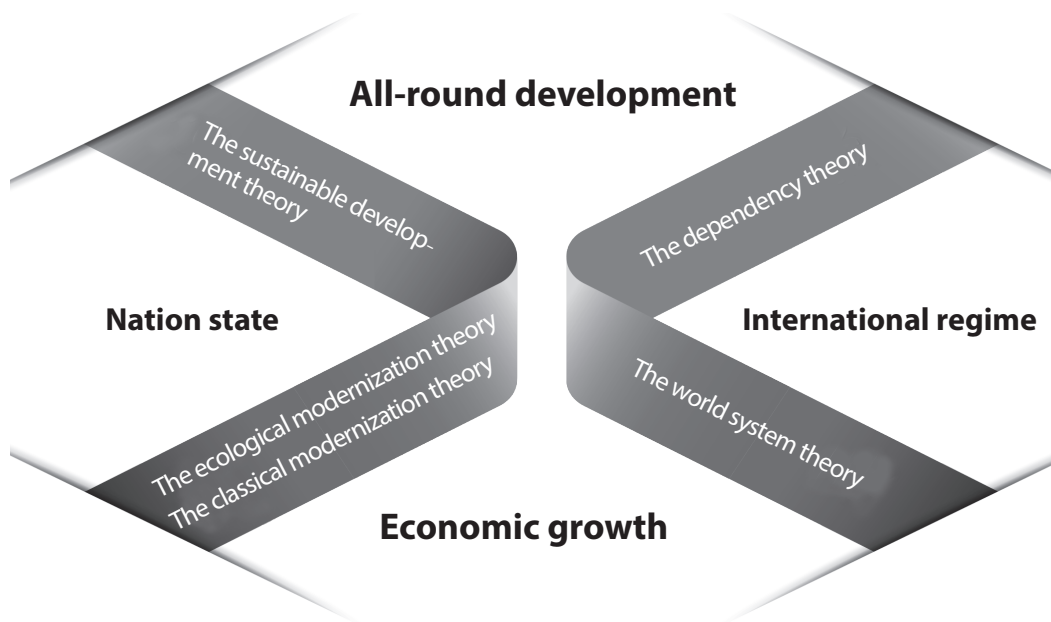 All-round development
The sustainable develop-
ment theory
The dependency theory
Nation state
International regime
The ecological modernization theory
The classical modernization theory
The world system theory
Economic growth